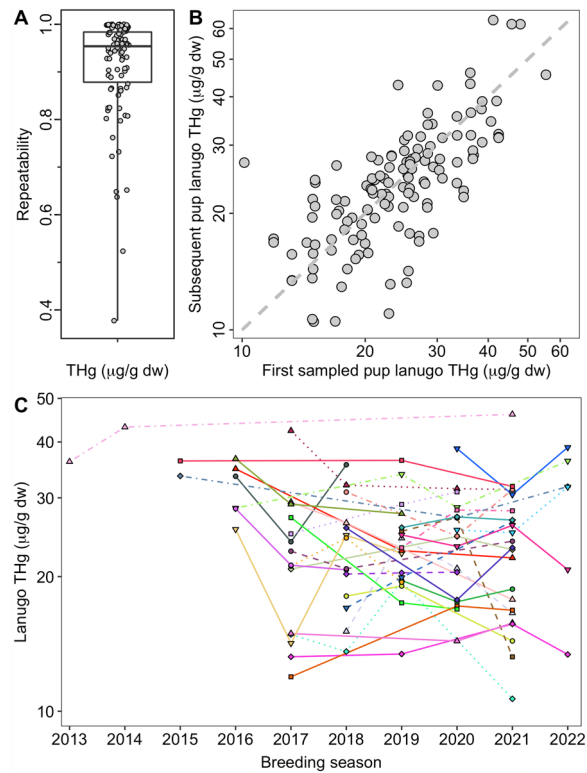 A
1.0
0.8
0.6
0.4
Repeatability
THg (μg/g dw)
B
60
50
40
30
20
10
Subsequent pup lanugo THg (μg/g dw)
10 20 30 40 50 60
First sampled pup lanugo THg (μg/g dw)
C
50
40
30
20
10
Lanugo THg (μg/g dw)
2013 2014 2015 2016 2017 2018 2019 2020 2021 2022
Breeding season